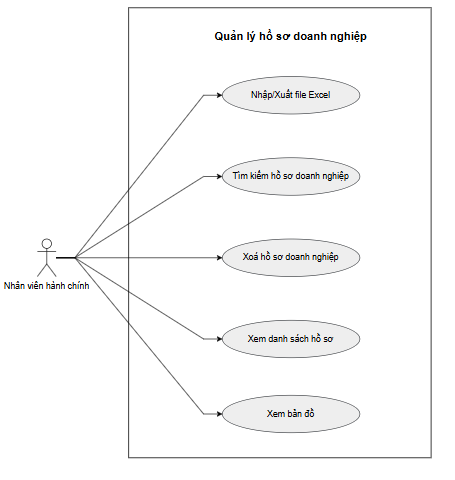 Quản lý hồ sơ doanh nghiệp
Nhập/Xuất file Excel
Tìm kiếm hồ sơ doanh nghiệp
Xoá hồ sơ doanh nghiệp
Nhân viên hành chính
Xem danh sách hồ sơ
Xem bản đồ